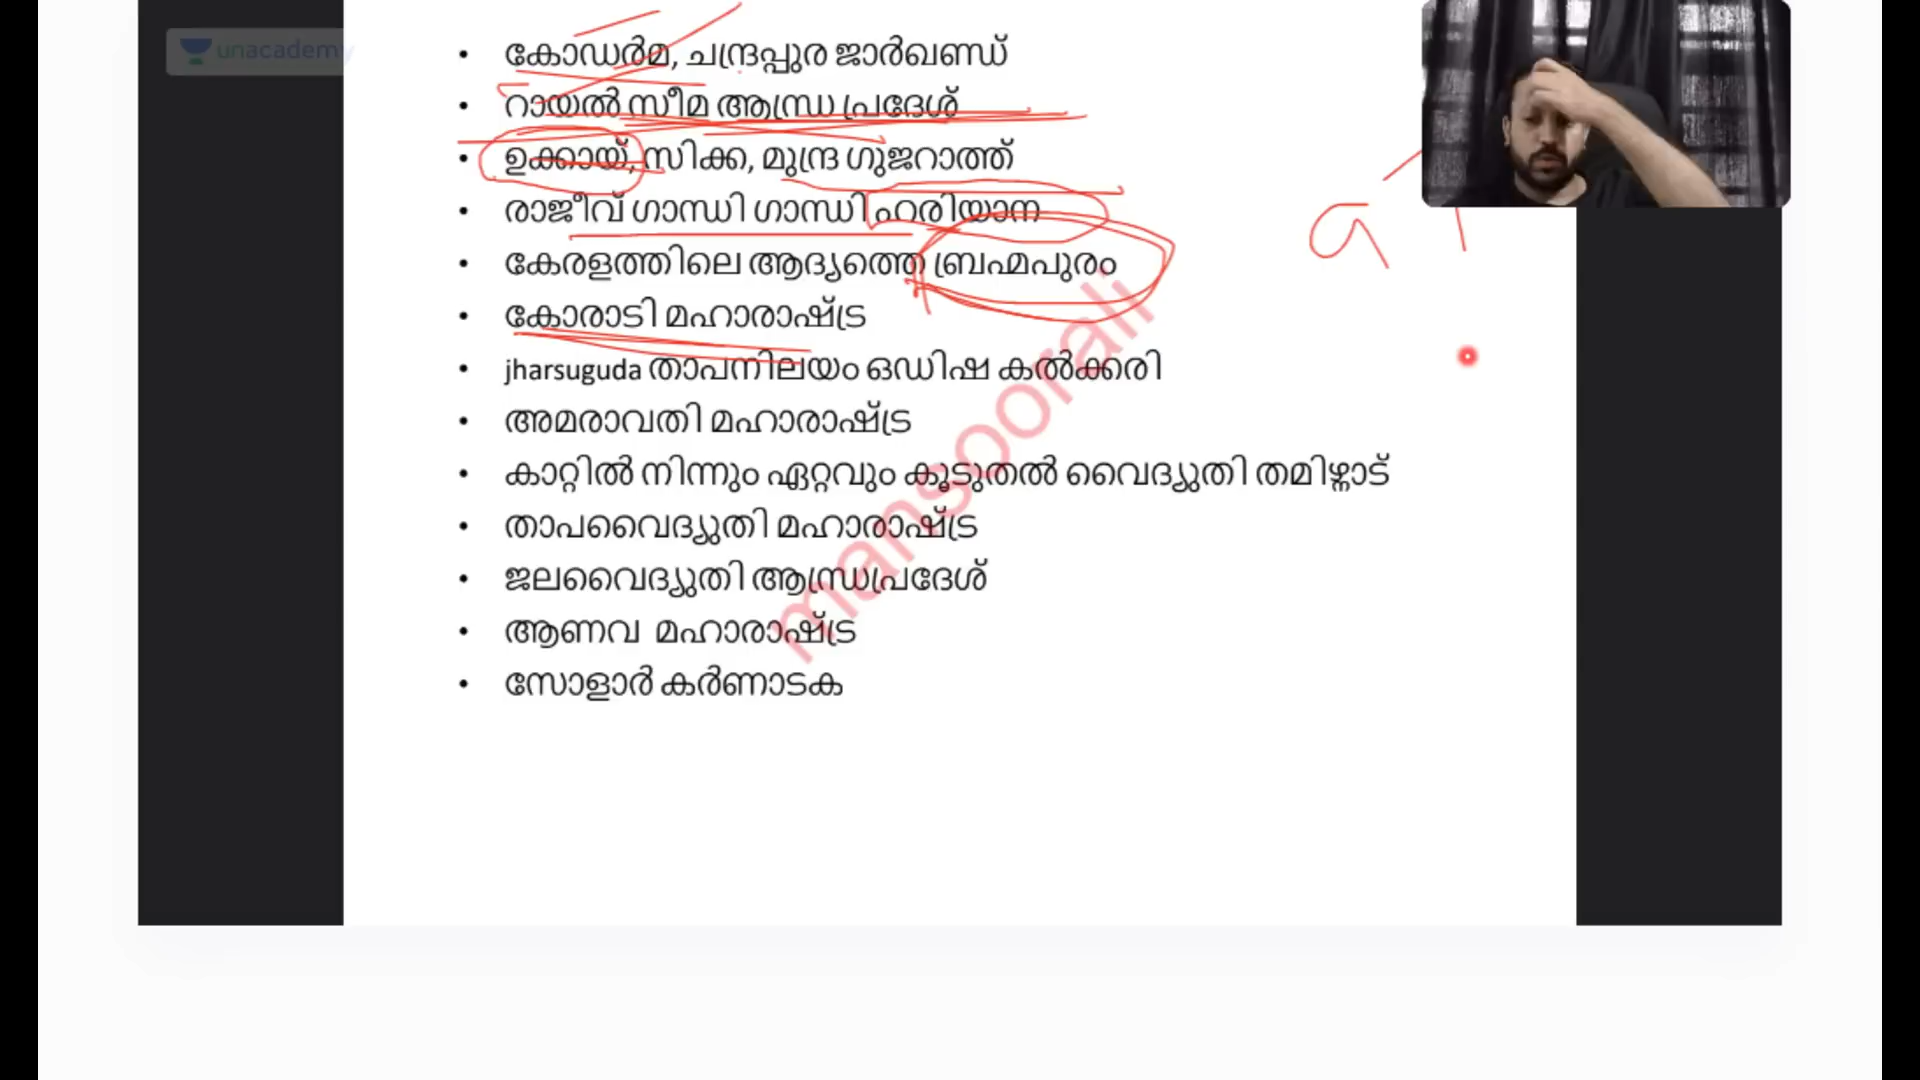 unacademy
കോഡർമ, ചന്ദ്രപ്പുര ജാർഖണ്ഡ്
റായൽ സീമ ആന്ധ്ര പ്രദേശ്
ഉക്കായ്, സിക്ക, മുന്ദ്ര ഗുജറാത്ത്
രാജീവ് ഗാന്ധി ഗാന്ധി ഹരിയാന
കേരളത്തിലെ ആദ്യത്തെ ബ്രഹ്മപുരം
കോരാടി മഹാരാഷ്ട്ര
jharsuguda താപനിലയം ഒഡിഷ കൽക്കരി
അമരാവതി മഹാരാഷ്ട്ര
കാറ്റിൽ നിന്നും ഏറ്റവും കൂടുതൽ വൈദ്യുതി തമിഴ്നാട്
താപവൈദ്യുതി മഹാരാഷ്ട്ര
ജലവൈദ്യുതി ആന്ധ്രപ്രദേശ്
ആണവ മഹാരാഷ്ട്ര
സോളാർ കർണാടക
mansoorali